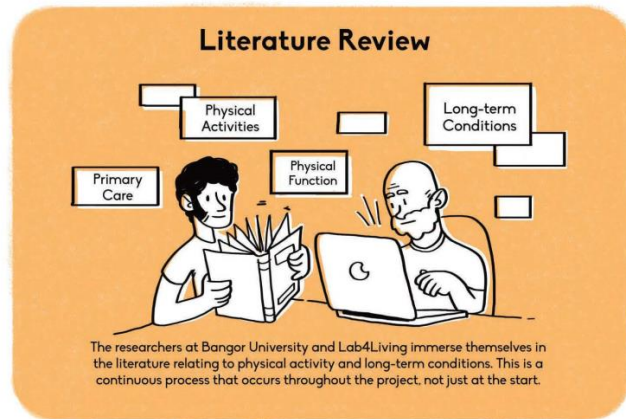 Literature Review
Physical
Activities
Long-term
Conditions
Primary
Care
Physical
Function
The researchers at Bangor University and Lab4Living immerse themselves in
the literature relating to physical activity and long-term conditions. This is a
continuous process that occurs throughout the project, not just at the start.